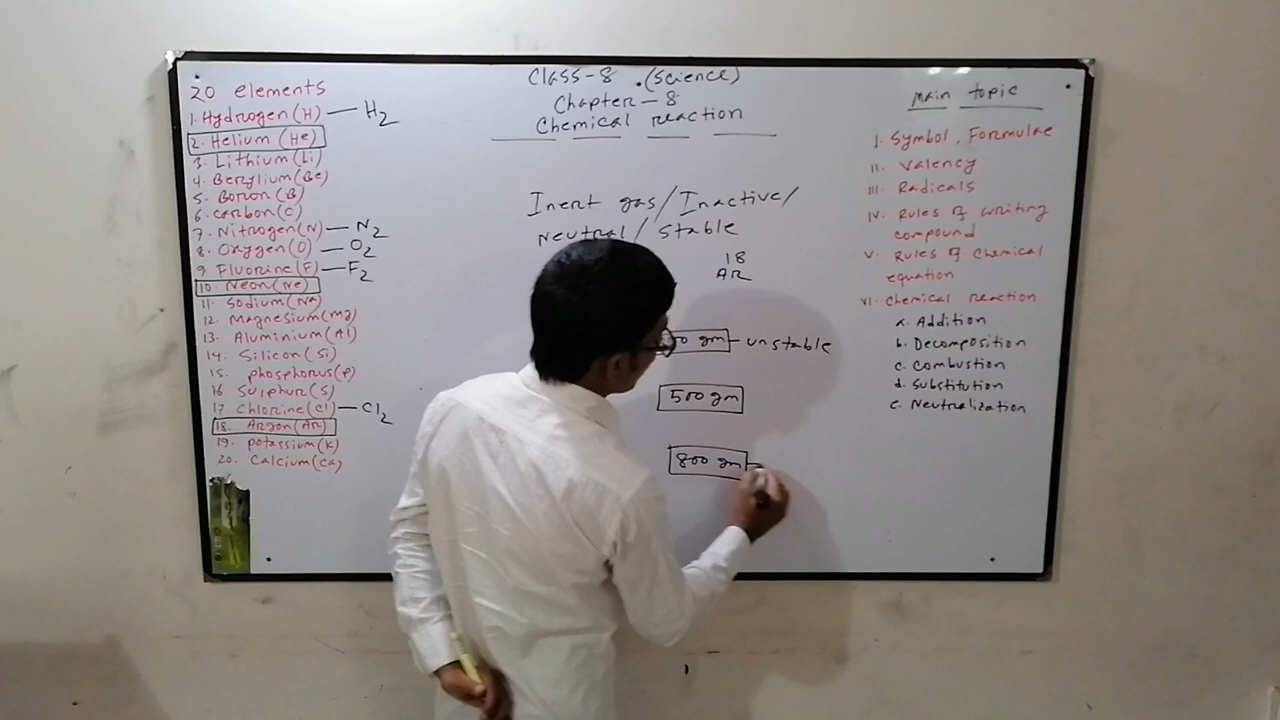 20 elements
1. Hydrogen (H) — H2
2. Helium (He)
3. Lithium (Li)
4. Berylium (Be)
5. Boron (B)
6. Carbon (C)
7. Nitrogen (N) — N2
8. Oxygen (O) — O2
9. Fluorine (F) — F2
10. Neon (Ne)
11. Sodium (Na)
12. Magnesium (Mg)
13. Aluminium (Al)
14. Silicon (Si)
15. phosphorus (P)
16. Sulphur (S)
17. Chlorine (Cl) — Cl2
18. Argon (Ar)
19. potassium (K)
20. Calcium (Ca)
Class-8 . (Science)
Chapter-8
Chemical reaction
Inert gas/Inactive/
Neutral/ Stable
18
Ar
gm — unstable
500 gm
800 gm
Main topic
I. Symbol, Formulae
II. Valency
III. Radicals
IV. Rules of writing
compound
V. Rules of Chemical
equation
VI. Chemical reaction
a. Addition
b. Decomposition
c. Combustion
d. Substitution
e. Neutralization